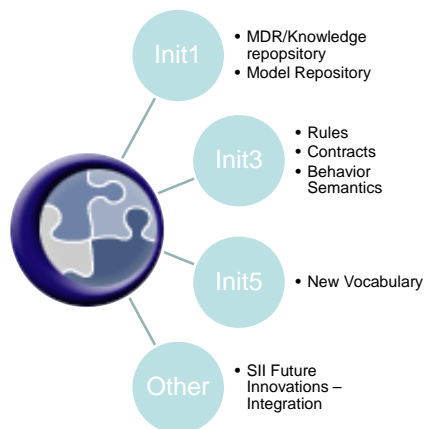 Init1
• MDR/Knowledge
repopsitory
• Model Repository
Init3
• Rules
• Contracts
• Behavior
Semantics
Init5
• New Vocabulary
Other
• SII Future
Innovations –
Integration